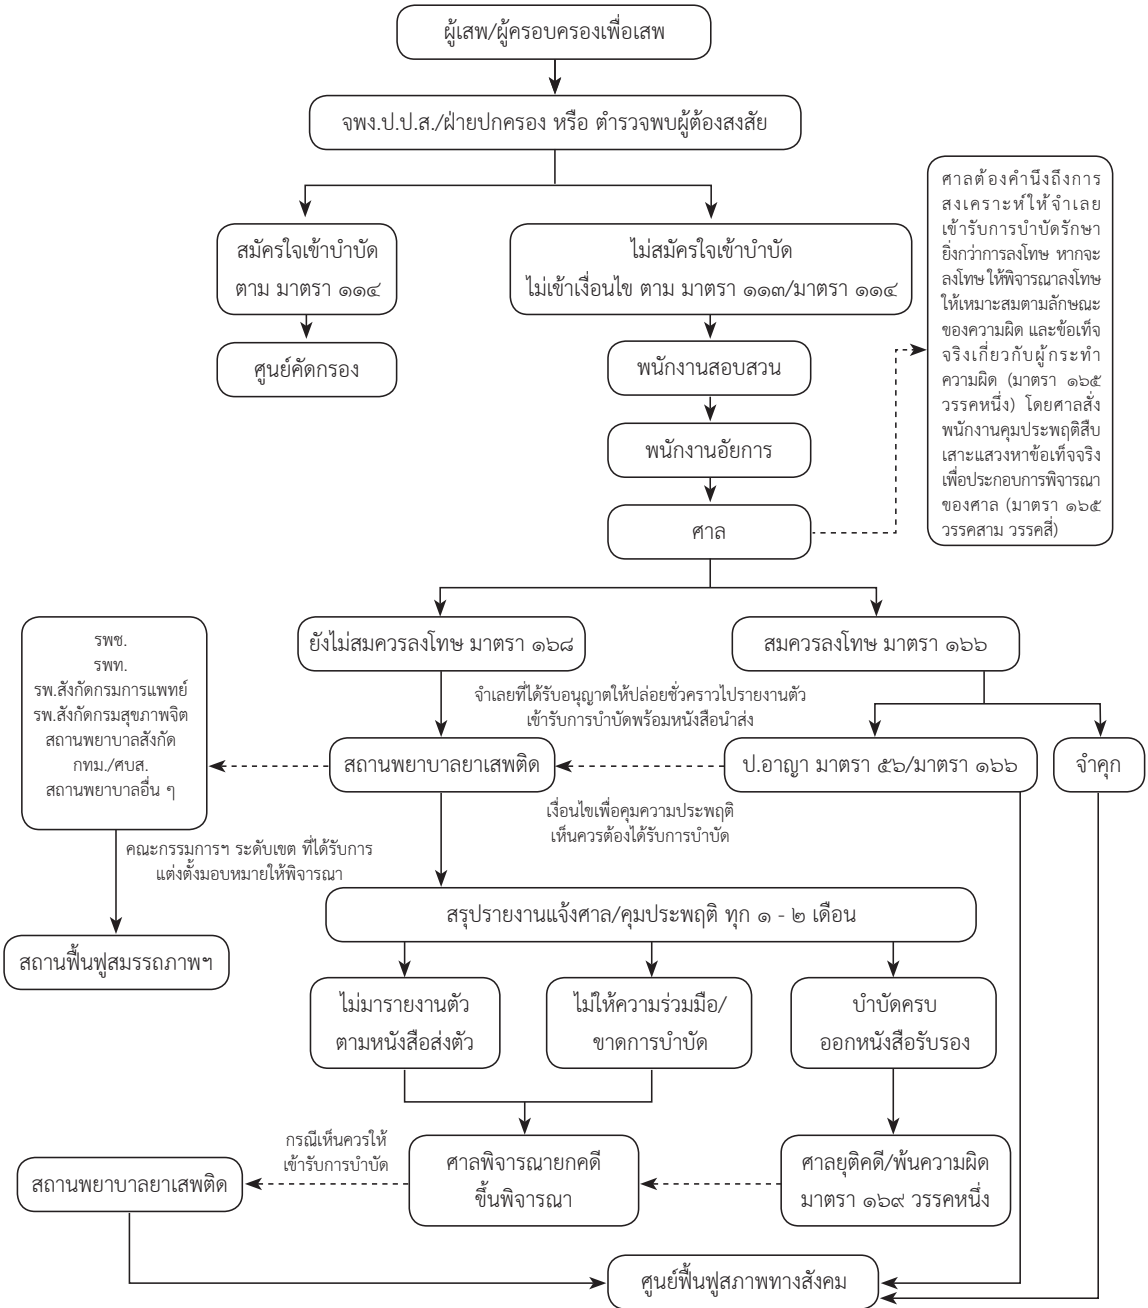 ผู้เสพ/ผู้ครอบครองเพื่อเสพ
จพง.ป.ป.ส./ฝ่ายปกครอง หรือ ตำรวจพบผู้ต้องสงสัย
สมัครใจเข้าบำบัด
ตาม มาตรา ๑๑๔
ไม่สมัครใจเข้าบำบัด
ไม่เข้าเงื่อนไข ตาม มาตรา ๑๑๓/มาตรา ๑๑๔
ศาลต้องคำนึงถึงการ
สงเคราะห์ให้จำเลย
เข้ารับการบำบัดรักษา
ยิ่งกว่าการลงโทษ หากจะ
ลงโทษ ให้พิจารณาลงโทษ
ให้เหมาะสมตามลักษณะ
ของความผิด และข้อเท็จ
จริงเกี่ยวกับผู้กระทำ
ความผิด (มาตรา ๑๖๕
วรรคหนึ่ง) โดยศาลสั่ง
พนักงานคุมประพฤติสืบ
เสาะแสวงหาข้อเท็จจริง
เพื่อประกอบการพิจารณา
ของศาล (มาตรา ๑๖๕
วรรคสาม วรรคสี่)
ศูนย์คัดกรอง
พนักงานสอบสวน
พนักงานอัยการ
ศาล
ยังไม่สมควรลงโทษ มาตรา ๑๖๘
สมควรลงโทษ มาตรา ๑๖๖
รพช.
รพท.
รพ.สังกัดกรมการแพทย์
รพ.สังกัดกรมสุขภาพจิต
สถานพยาบาลสังกัด
กทม./ศบส.
สถานพยาบาลอื่น ๆ
จำเลยที่ได้รับอนุญาตให้ปล่อยชั่วคราวไปรายงานตัว
เข้ารับการบำบัดพร้อมหนังสือนำส่ง
สถานพยาบาลยาเสพติด
ป.อาญา มาตรา ๕๖/มาตรา ๑๖๖
จำคุก
เงื่อนไขเพื่อคุมความประพฤติ
เห็นควรต้องได้รับการบำบัด
คณะกรรมการฯ ระดับเขต ที่ได้รับการ
แต่งตั้งมอบหมายให้พิจารณา
สรุปรายงานแจ้งศาล/คุมประพฤติ ทุก ๑ - ๒ เดือน
สถานฟื้นฟูสมรรถภาพฯ
ไม่มารายงานตัว
ตามหนังสือส่งตัว
ไม่ให้ความร่วมมือ/
ขาดการบำบัด
บำบัดครบ
ออกหนังสือรับรอง
กรณีเห็นควรให้
เข้ารับการบำบัด
สถานพยาบาลยาเสพติด
ศาลพิจารณายกคดี
ขึ้นพิจารณา
ศาลยุติคดี/พ้นความผิด
มาตรา ๑๖๙ วรรคหนึ่ง
ศูนย์ฟื้นฟูสภาพทางสังคม